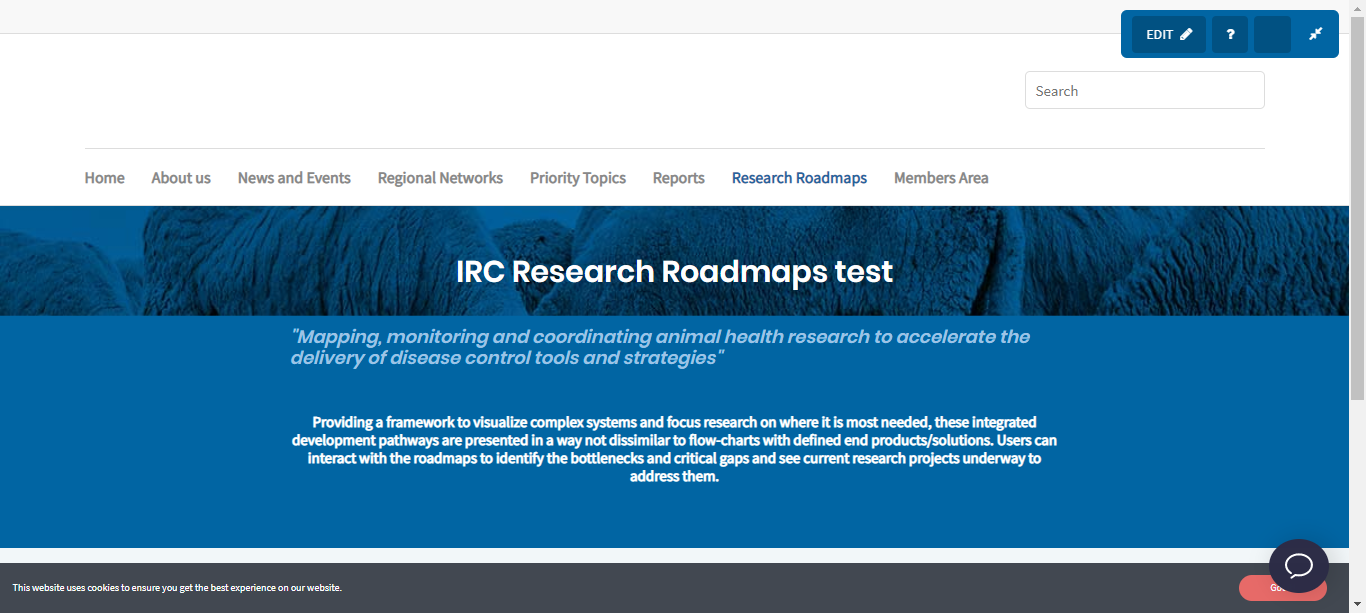 EDIT ?
Search
Home About us News and Events Regional Networks Priority Topics Reports Research Roadmaps Members Area
IRC Research Roadmaps test
"Mapping, monitoring and coordinating animal health research to accelerate the
delivery of disease control tools and strategies"
Providing a framework to visualize complex systems and focus research on where it is most needed, these integrated
development pathways are presented in a way not dissimilar to flow-charts with defined end products/solutions. Users can
interact with the roadmaps to identify the bottlenecks and critical gaps and see current research projects underway to
address them.
This website uses cookies to ensure you get the best experience on our website.